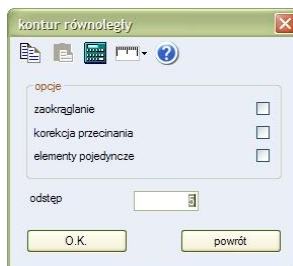 kontur równoległy
opcje
zaokrąglanie
korekcja przecinania
elementy pojedyncze
odstęp
5
O.K.
powrót